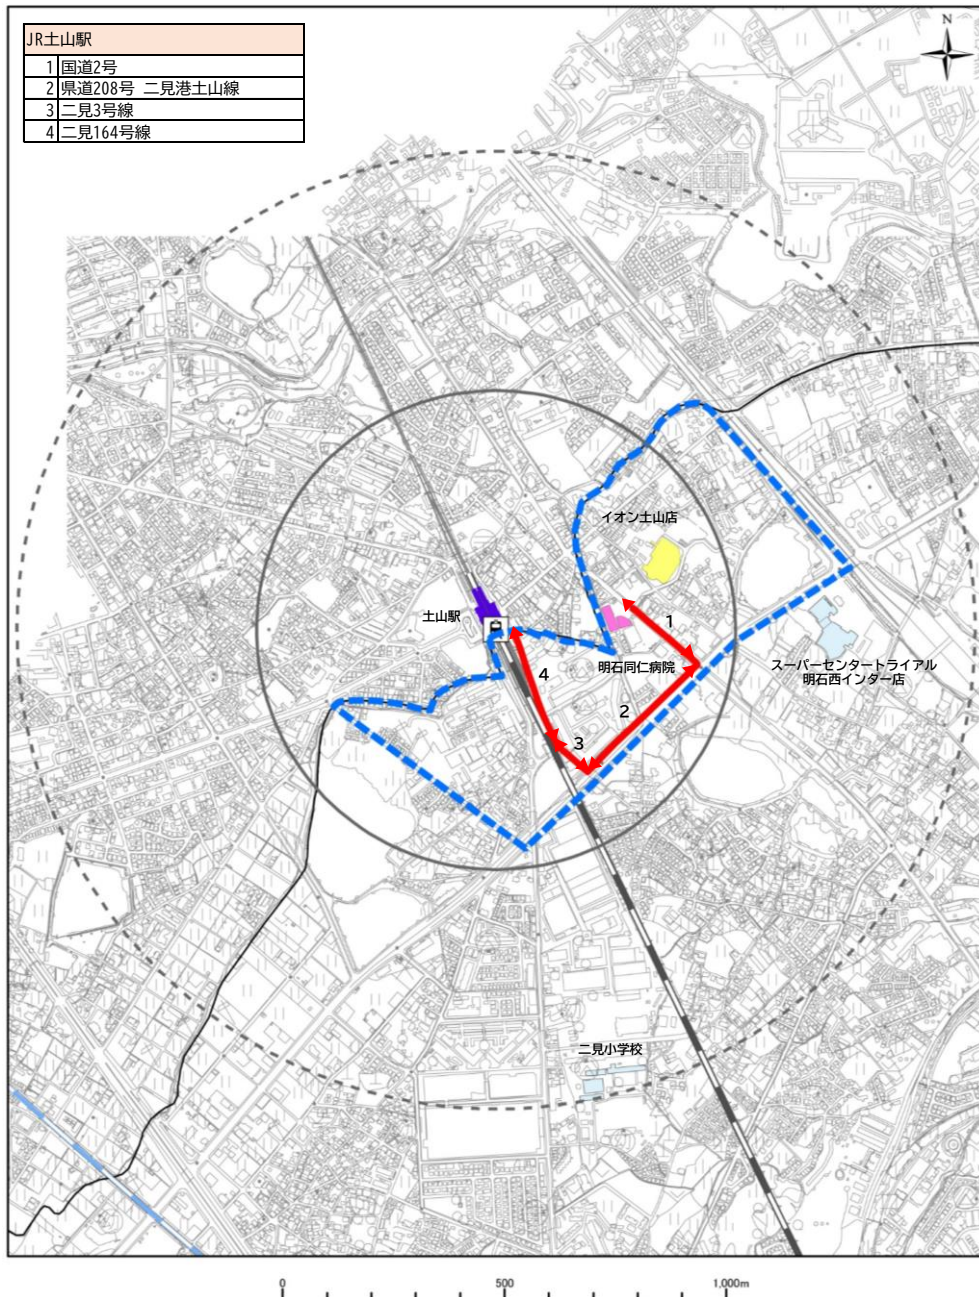 JR土山駅
1 国道2号
2 県道208号 二見港土山線
3 二見3号線
4 二見164号線
N
イオン土山店
土山駅
1
明石同仁病院
スーパーセンタートライアル
明石西インター店
4
2
3
二見小学校
0 500 1,000m